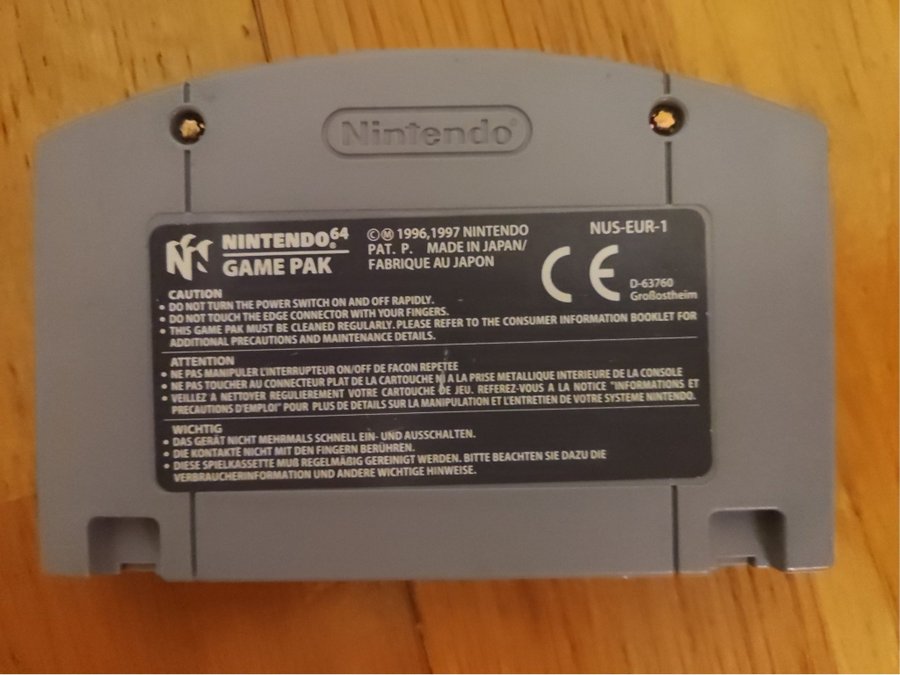 Nintendo®
NINTENDO®64
GAME PAK
©Ⓜ 1996,1997 NINTENDO
PAT. P. MADE IN JAPAN/
FABRIQUE AU JAPON
NUS-EUR-1
CE
D-63760
Großostheim
CAUTION
• DO NOT TURN THE POWER SWITCH ON AND OFF RAPIDLY.
• DO NOT TOUCH THE EDGE CONNECTOR WITH YOUR FINGERS.
• THIS GAME PAK MUST BE CLEANED REGULARLY. PLEASE REFER TO THE CONSUMER INFORMATION BOOKLET FOR
ADDITIONAL PRECAUTIONS AND MAINTENANCE DETAILS.
ATTENTION
• NE PAS MANIPULER L'INTERRUPTEUR ON/OFF DE FACON REPETEE
• NE PAS TOUCHER AU CONNECTEUR PLAT DE LA CARTOUCHE NI A LA PRISE METALLIQUE INTERIEURE DE LA CONSOLE
• VEILLEZ A NETTOYER REGULIEREMENT VOTRE CARTOUCHE DE JEU. REFEREZ-VOUS A LA NOTICE "INFORMATIONS ET
PRECAUTIONS D'EMPLOI" POUR PLUS DE DETAILS SUR LA MANIPULATION ET L'ENTRETIEN DE VOTRE SYSTEME NINTENDO.
WICHTIG
• DAS GERÄT NICHT MEHRMALS SCHNELL EIN- UND AUSSCHALTEN.
• DIE KONTAKTE NICHT MIT DEN FINGERN BERÜHREN.
• DIESE SPIELKASSETTE MUß REGELMÄßIG GEREINIGT WERDEN. BITTE BEACHTEN SIE DAZU DIE
VERBRAUCHERINFORMATION UND ANDERE WICHTIGE HINWEISE.